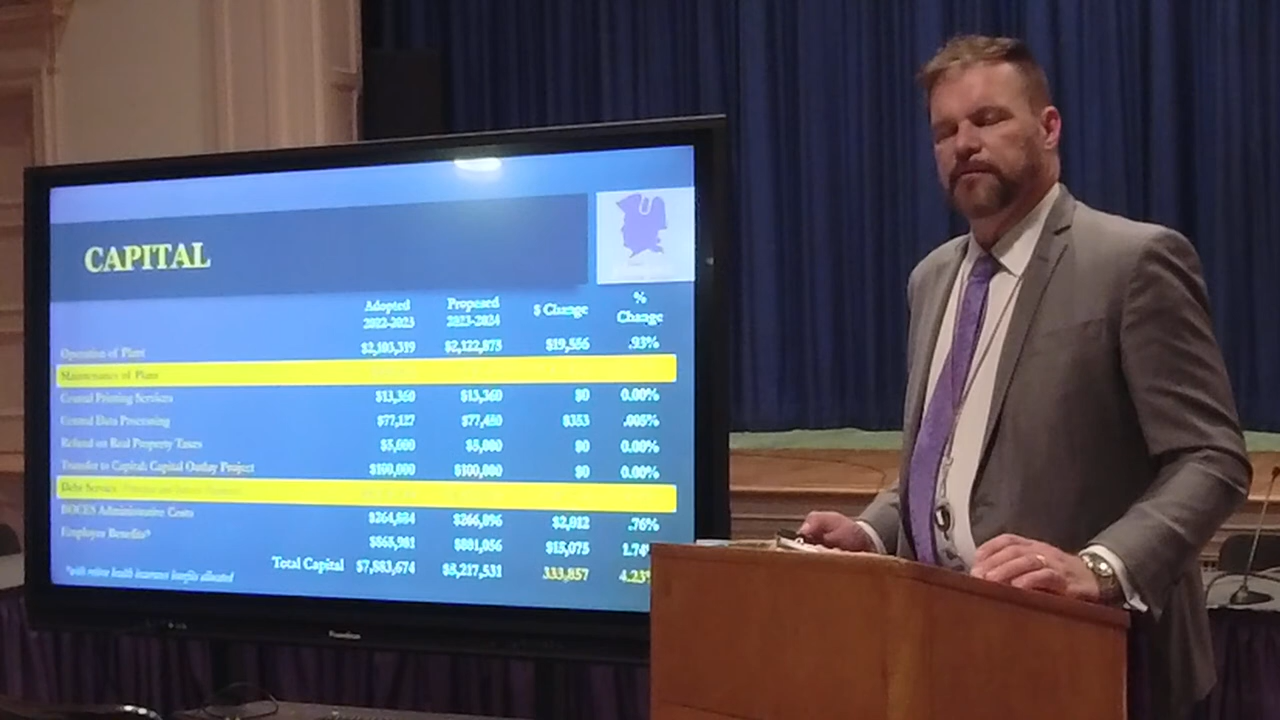 CAPITAL
Adopted 2022-2023 Proposed 2023-2024 $ Change % Change
Operation of Plant $2,103,319 $2,122,875 $19,556 .93%
Maintenance of Plant
Central Printing Services $13,360 $13,360 $0 0.00%
Central Data Processing $77,127 $77,480 $353 .005%
Refund on Real Property Taxes $5,000 $5,000 $0 0.00%
Transfer to Capital: Capital Outlay Project $100,000 $100,000 $0 0.00%
Debt Service
BOCES Administrative Costs $264,884 $266,896 $2,012 .76%
Employee Benefits* $881,056 $15,075
Total Capital $7,883,674 $8,217,531 333,857
*with retiree health insurance benefits allocated